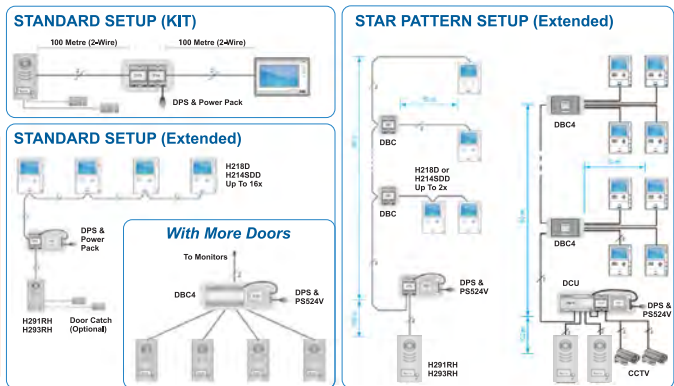 STANDARD SETUP (KIT)
100 Metre (2-Wire)
100 Metre (2-Wire)
DPS & Power Pack
STANDARD SETUP (Extended)
H218D
H214SDD
Up To 16x
DPS &
Power
Pack
H291RH
H293RH
Door Catch
(Optional)
With More Doors
To Monitors
DBC4
DPS &
PS524V
STAR PATTERN SETUP (Extended)
DBC
H218D or
H214SDD
Up To 2x
DBC
DPS &
PS524V
H291RH
H293RH
DBC4
DBC4
DCU
DPS &
PS524V
CCTV